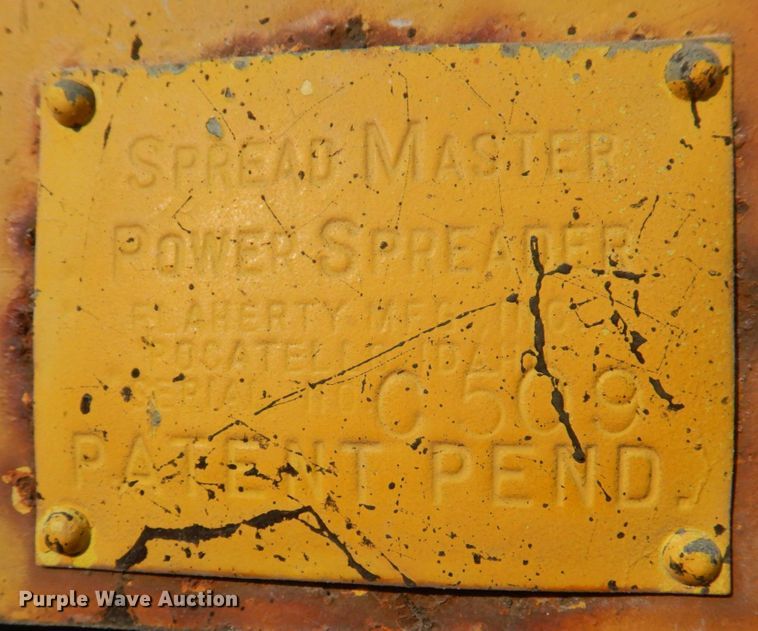 SPREAD MASTER
POWER SPREADER
FLAHERTY MFG., INC.
POCATELLO, IDAHO
SERIAL NO. C 509
PATENT PEND.
Purple Wave Auction